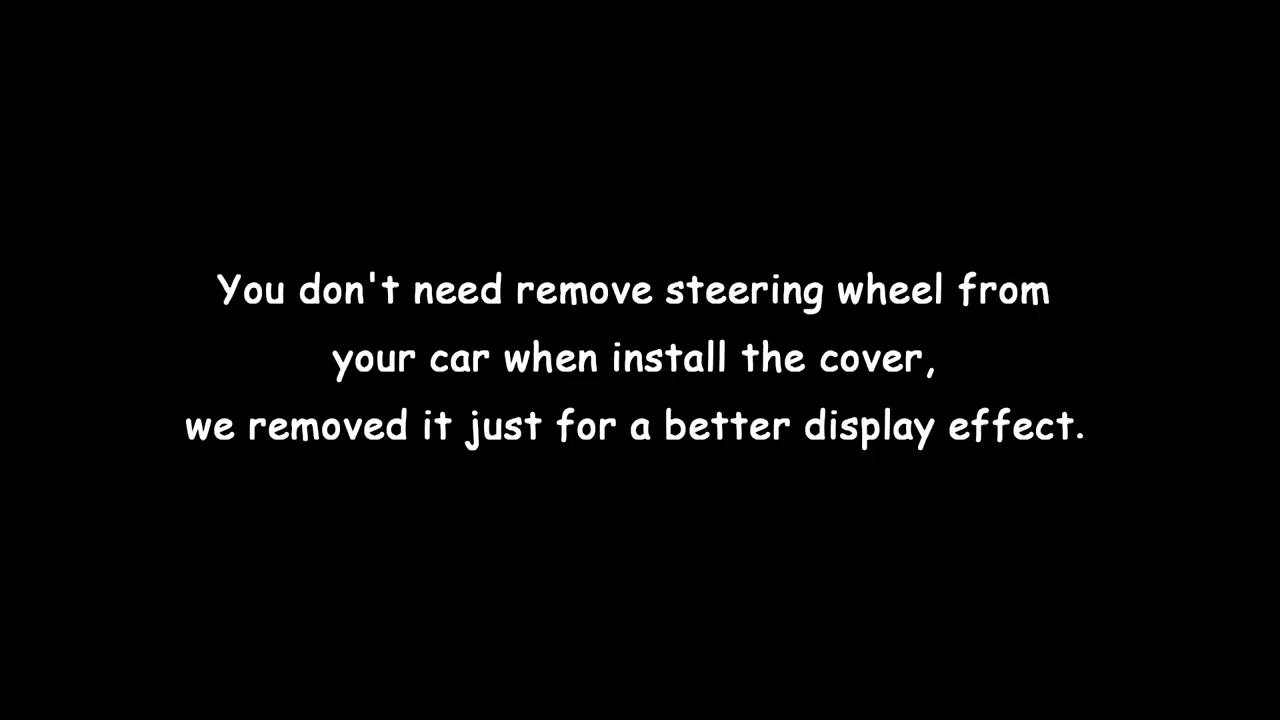 You don't need remove steering wheel from
your car when install the cover,
we removed it just for a better display effect.